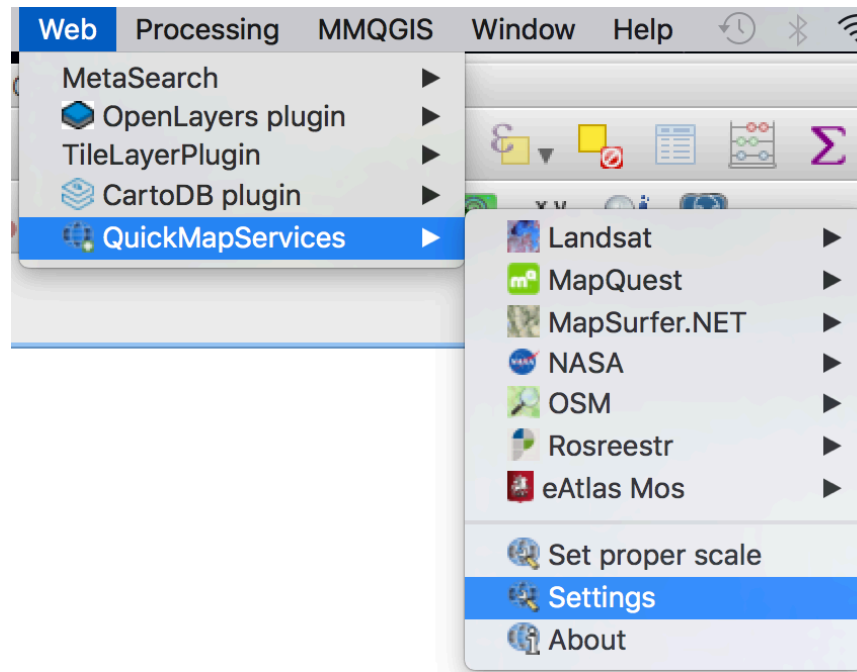 Web Processing MMQGIS Window Help
MetaSearch
OpenLayers plugin
TileLayerPlugin
CartoDB plugin
QuickMapServices
Landsat
MapQuest
MapSurfer.NET
NASA
OSM
Rosreestr
eAtlas Mos
Set proper scale
Settings
About